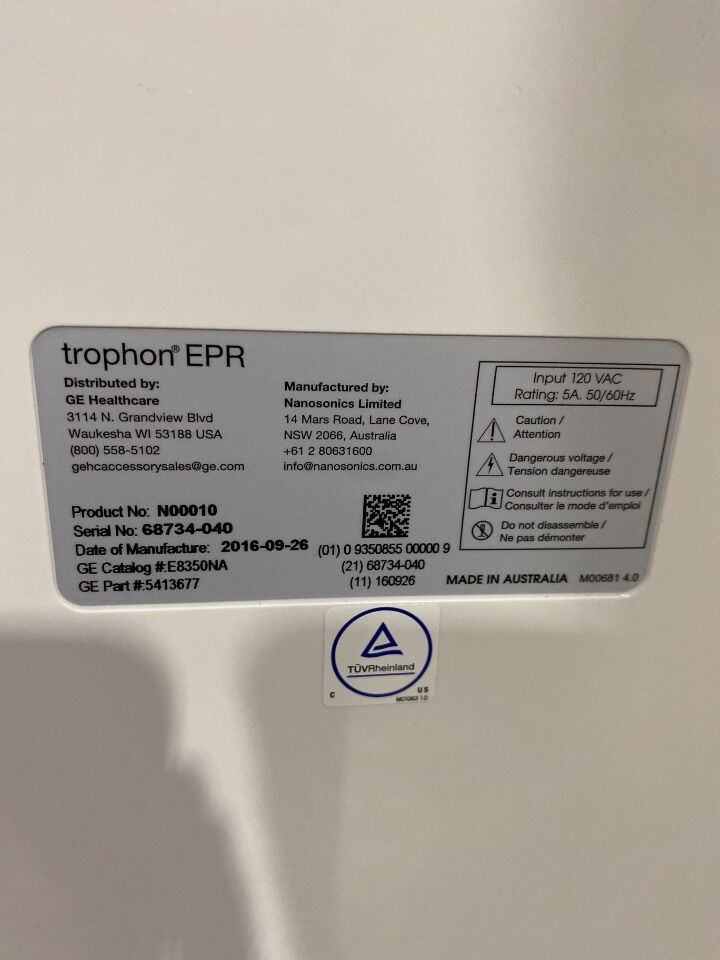 trophon® EPR
Distributed by:
GE Healthcare
3114 N. Grandview Blvd
Waukesha WI 53188 USA
(800) 558-5102
gehcaccessorysales@ge.com
Manufactured by:
Nanosonics Limited
14 Mars Road, Lane Cove,
NSW 2066, Australia
+61 2 80631600
info@nanosonics.com.au
Input 120 VAC
Rating: 5A. 50/60Hz
Caution /
Attention
Dangerous voltage /
Tension dangereuse
Consult instructions for use /
Consulter le mode d'emploi
Do not disassemble /
Ne pas démonter
Product No: N00010
Serial No: 68734-040
Date of Manufacture: 2016-09-26
GE Catalog #:E8350NA
GE Part #:5413677
(01) 0 9350855 00000 9
(21) 68734-040
(11) 160926
MADE IN AUSTRALIA M00681 4.0
TÜVRheinland
C US
M01063 1.0